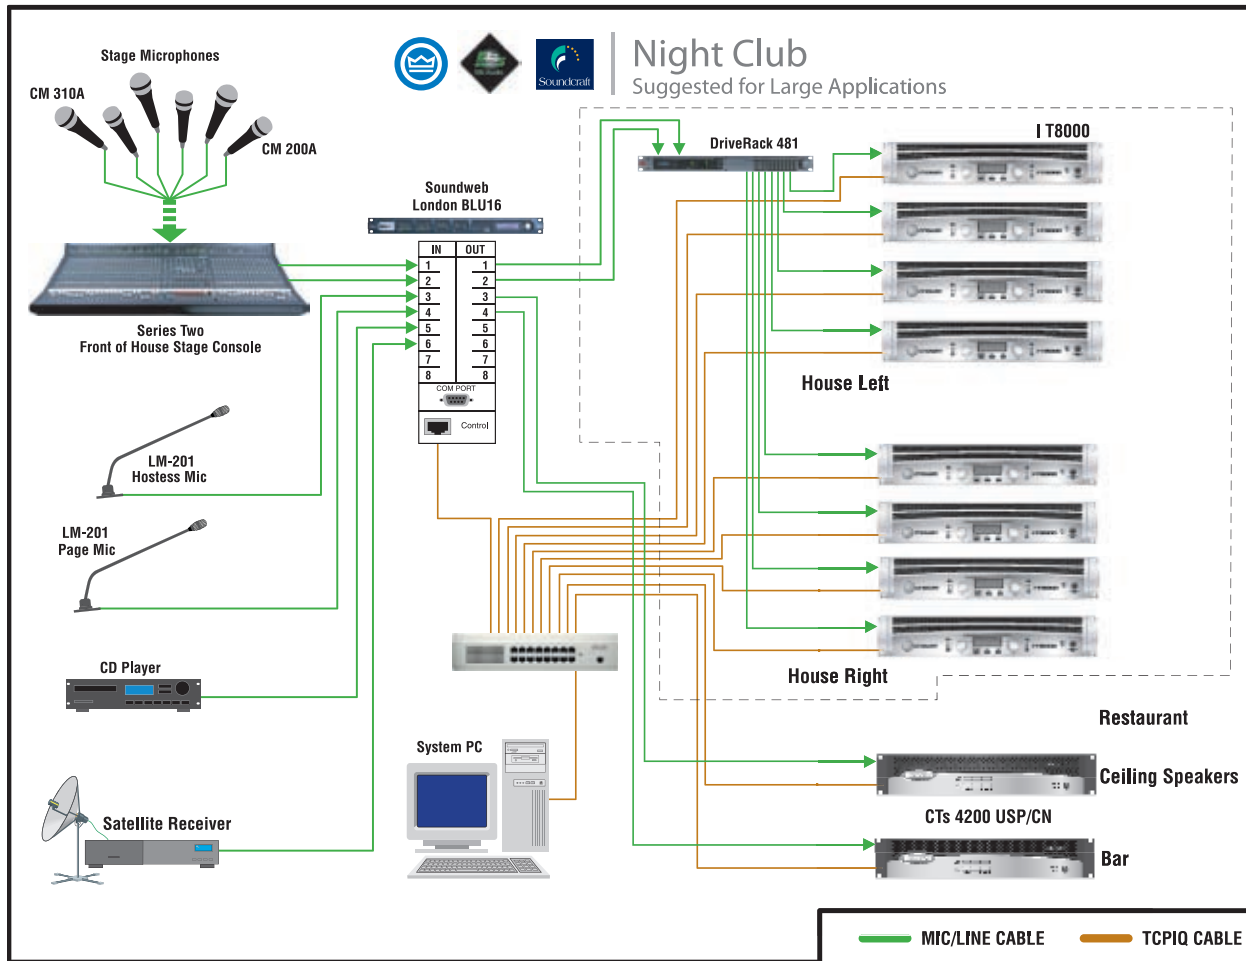 Night Club
Suggested for Large Applications
Soundcraft
Stage Microphones
CM 310A
CM 200A
Series Two
Front of House Stage Console
Soundweb
London BLU16
IN OUT
1 1
2 2
3 3
4 4
5 5
6 6
7 7
8 8
COM PORT
Control
DriveRack 481
I T8000
House Left
House Right
LM-201
Hostess Mic
LM-201
Page Mic
CD Player
Satellite Receiver
System PC
Restaurant
Ceiling Speakers
CTs 4200 USP/CN
Bar
MIC/LINE CABLE
TCPIQ CABLE